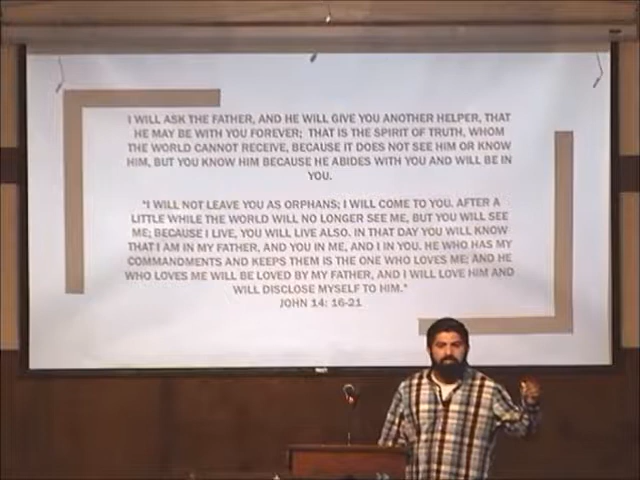 I WILL ASK THE FATHER, AND HE WILL GIVE YOU ANOTHER HELPER, THAT
HE MAY BE WITH YOU FOREVER; THAT IS THE SPIRIT OF TRUTH, WHOM
THE WORLD CANNOT RECEIVE, BECAUSE IT DOES NOT SEE HIM OR KNOW
HIM, BUT YOU KNOW HIM BECAUSE HE ABIDES WITH YOU AND WILL BE IN
YOU.
"I WILL NOT LEAVE YOU AS ORPHANS; I WILL COME TO YOU. AFTER A
LITTLE WHILE THE WORLD WILL NO LONGER SEE ME, BUT YOU WILL SEE
ME; BECAUSE I LIVE, YOU WILL LIVE ALSO. IN THAT DAY YOU WILL KNOW
THAT I AM IN MY FATHER, AND YOU IN ME, AND I IN YOU. HE WHO HAS MY
COMMANDMENTS AND KEEPS THEM IS THE ONE WHO LOVES ME; AND HE
WHO LOVES ME WILL BE LOVED BY MY FATHER, AND I WILL LOVE HIM AND
WILL DISCLOSE MYSELF TO HIM."
JOHN 14: 16-21